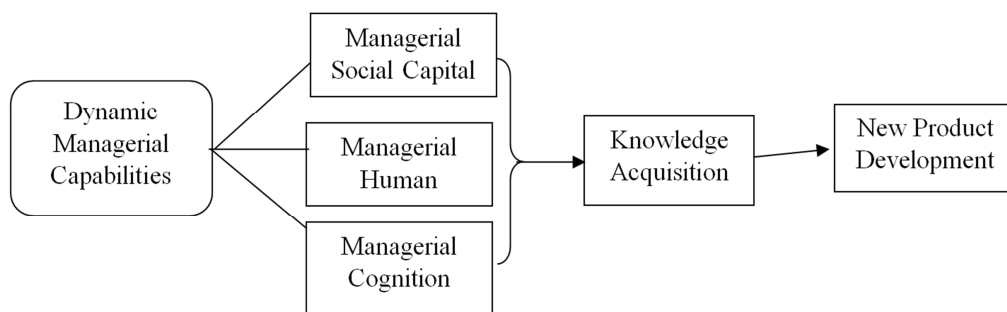 Dynamic
Managerial
Capabilities
Managerial
Social Capital
Managerial
Human
Managerial
Cognition
Knowledge
Acquisition
New Product
Development